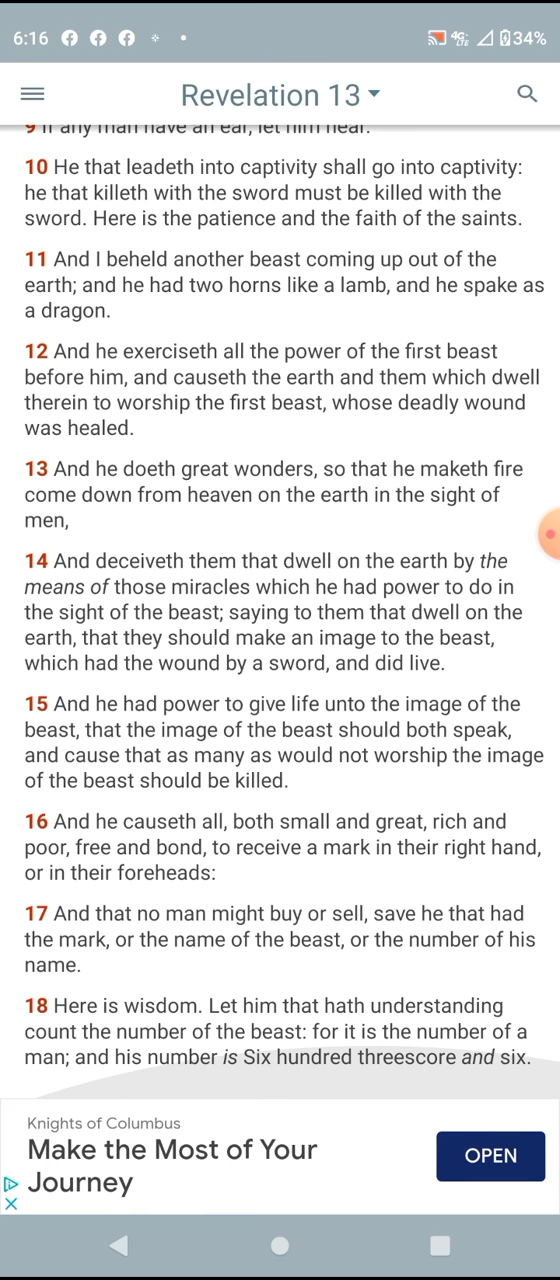 6:16
4G
LTE
34%
Revelation 13
9 If any man have an ear, let him hear.
10 He that leadeth into captivity shall go into captivity:
he that killeth with the sword must be killed with the
sword. Here is the patience and the faith of the saints.
11 And I beheld another beast coming up out of the
earth; and he had two horns like a lamb, and he spake as
a dragon.
12 And he exerciseth all the power of the first beast
before him, and causeth the earth and them which dwell
therein to worship the first beast, whose deadly wound
was healed.
13 And he doeth great wonders, so that he maketh fire
come down from heaven on the earth in the sight of
men,
14 And deceiveth them that dwell on the earth by the
means of those miracles which he had power to do in
the sight of the beast; saying to them that dwell on the
earth, that they should make an image to the beast,
which had the wound by a sword, and did live.
15 And he had power to give life unto the image of the
beast, that the image of the beast should both speak,
and cause that as many as would not worship the image
of the beast should be killed.
16 And he causeth all, both small and great, rich and
poor, free and bond, to receive a mark in their right hand,
or in their foreheads:
17 And that no man might buy or sell, save he that had
the mark, or the name of the beast, or the number of his
name.
18 Here is wisdom. Let him that hath understanding
count the number of the beast: for it is the number of a
man; and his number is Six hundred threescore and six.
Knights of Columbus
Make the Most of Your
Journey
OPEN